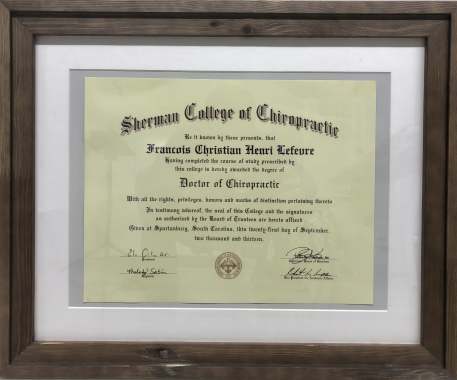 Sherman College of Chiropractic
Be it known by these presents, that
Francois Christian Henri Lefevre
Having completed the course of study prescribed by
this college is hereby awarded the degree of
Doctor of Chiropractic
With all the rights, privileges, honors and marks of distinction pertaining thereto
In testimony whereof, the seal of this College and the signatures
as authorized by the Board of Trustees are hereto affixed
Given at Spartanburg, South Carolina, this twenty-first day of September,
two thousand and thirteen.
President